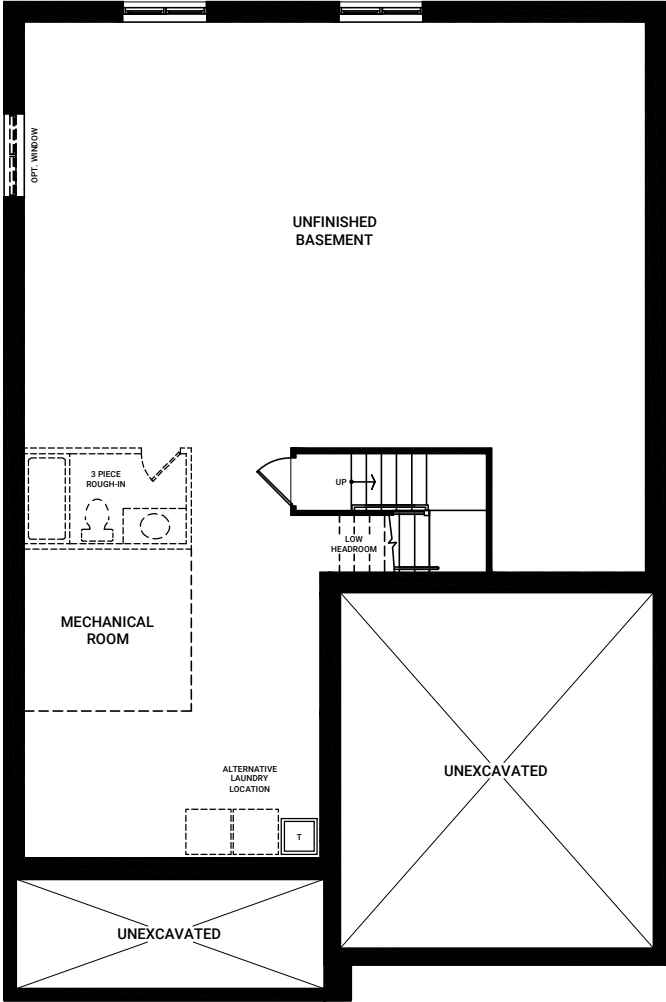 OPT. WINDOW
UNFINISHED
BASEMENT
3 PIECE
ROUGH-IN
UP
LOW
HEADROOM
MECHANICAL
ROOM
UNEXCAVATED
ALTERNATIVE
LAUNDRY
LOCATION
T
UNEXCAVATED